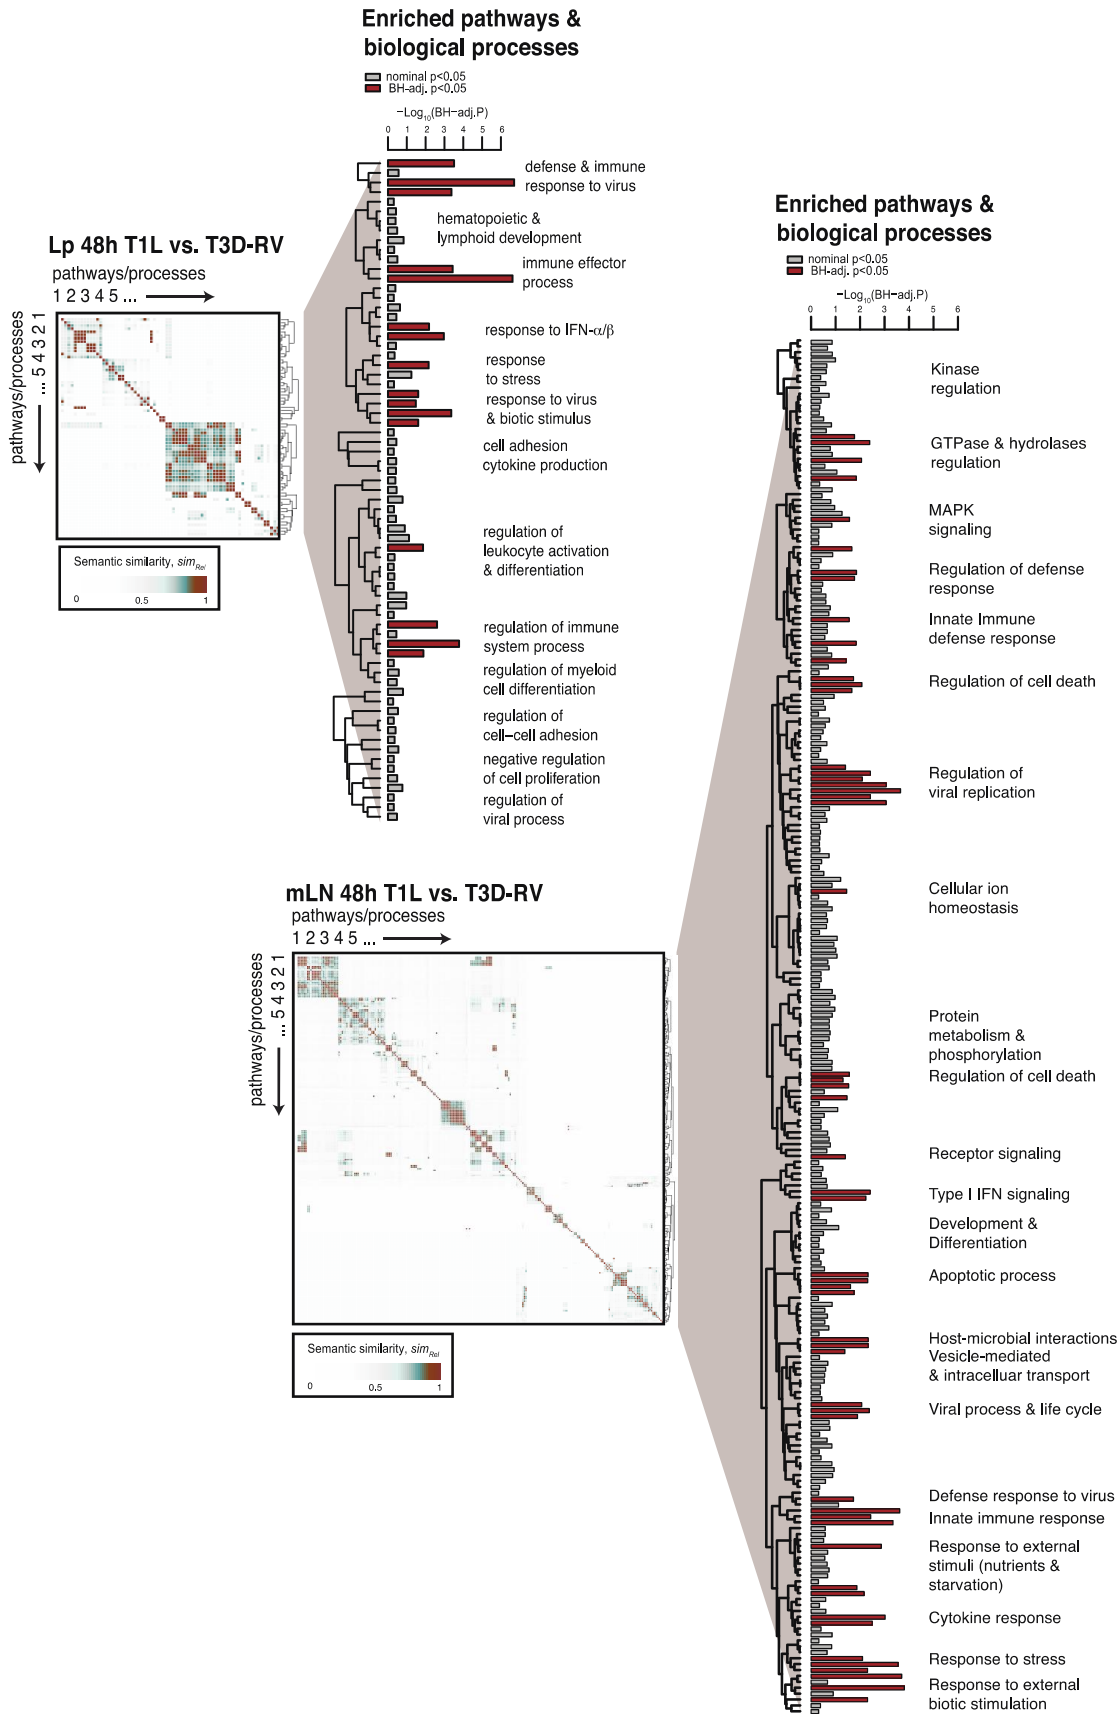 Enriched pathways &
biological processes
nominal p<0.05
BH-adj. p<0.05
−Log10(BH−adj.P)
0 1 2 3 4 5 6
defense & immune
response to virus
hematopoietic &
lymphoid development
immune effector
process
response to IFN-α/β
response
to stress
response to virus
& biotic stimulus
cell adhesion
cytokine production
regulation of
leukocyte activation
& differentiation
regulation of immune
system process
regulation of myeloid
cell differentiation
regulation of
cell−cell adhesion
negative regulation
of cell proliferation
regulation of
viral process
Lp 48h T1L vs. T3D-RV
pathways/processes
1 2 3 4 5 ...
pathways/processes
... 5 4 3 2 1
Semantic similarity, simRel
0 0.5 1
mLN 48h T1L vs. T3D-RV
pathways/processes
1 2 3 4 5 ...
pathways/processes
... 5 4 3 2 1
Semantic similarity, simRel
0 0.5 1
Enriched pathways &
biological processes
nominal p<0.05
BH-adj. p<0.05
−Log10(BH−adj.P)
0 1 2 3 4 5 6
Kinase
regulation
GTPase & hydrolases
regulation
MAPK
signaling
Regulation of defense
response
Innate Immune
defense response
Regulation of cell death
Regulation of
viral replication
Cellular ion
homeostasis
Protein
metabolism &
phosphorylation
Regulation of cell death
Receptor signaling
Type I IFN signaling
Development &
Differentiation
Apoptotic process
Host-microbial interactions
Vesicle-mediated
& intracelluar transport
Viral process & life cycle
Defense response to virus
Innate immune response
Response to external
stimuli (nutrients &
starvation)
Cytokine response
Response to stress
Response to external
biotic stimulation